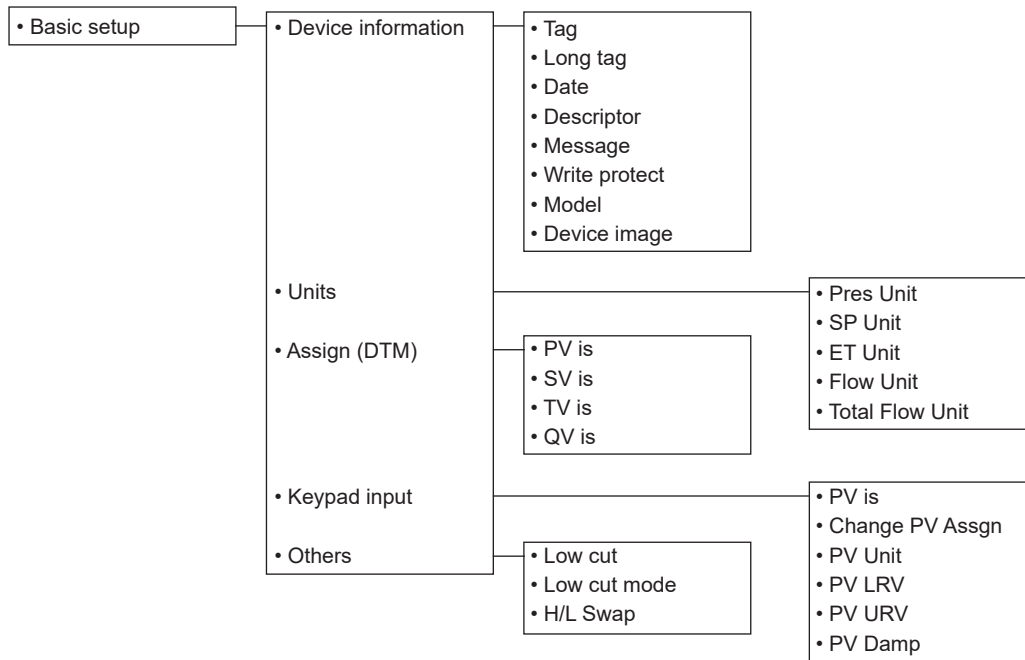 • Basic setup
• Device information
• Tag
• Long tag
• Date
• Descriptor
• Message
• Write protect
• Model
• Device image
• Units
• Pres Unit
• SP Unit
• ET Unit
• Flow Unit
• Total Flow Unit
• Assign (DTM)
• PV is
• SV is
• TV is
• QV is
• Keypad input
• PV is
• Change PV Assgn
• PV Unit
• PV LRV
• PV URV
• PV Damp
• Others
• Low cut
• Low cut mode
• H/L Swap